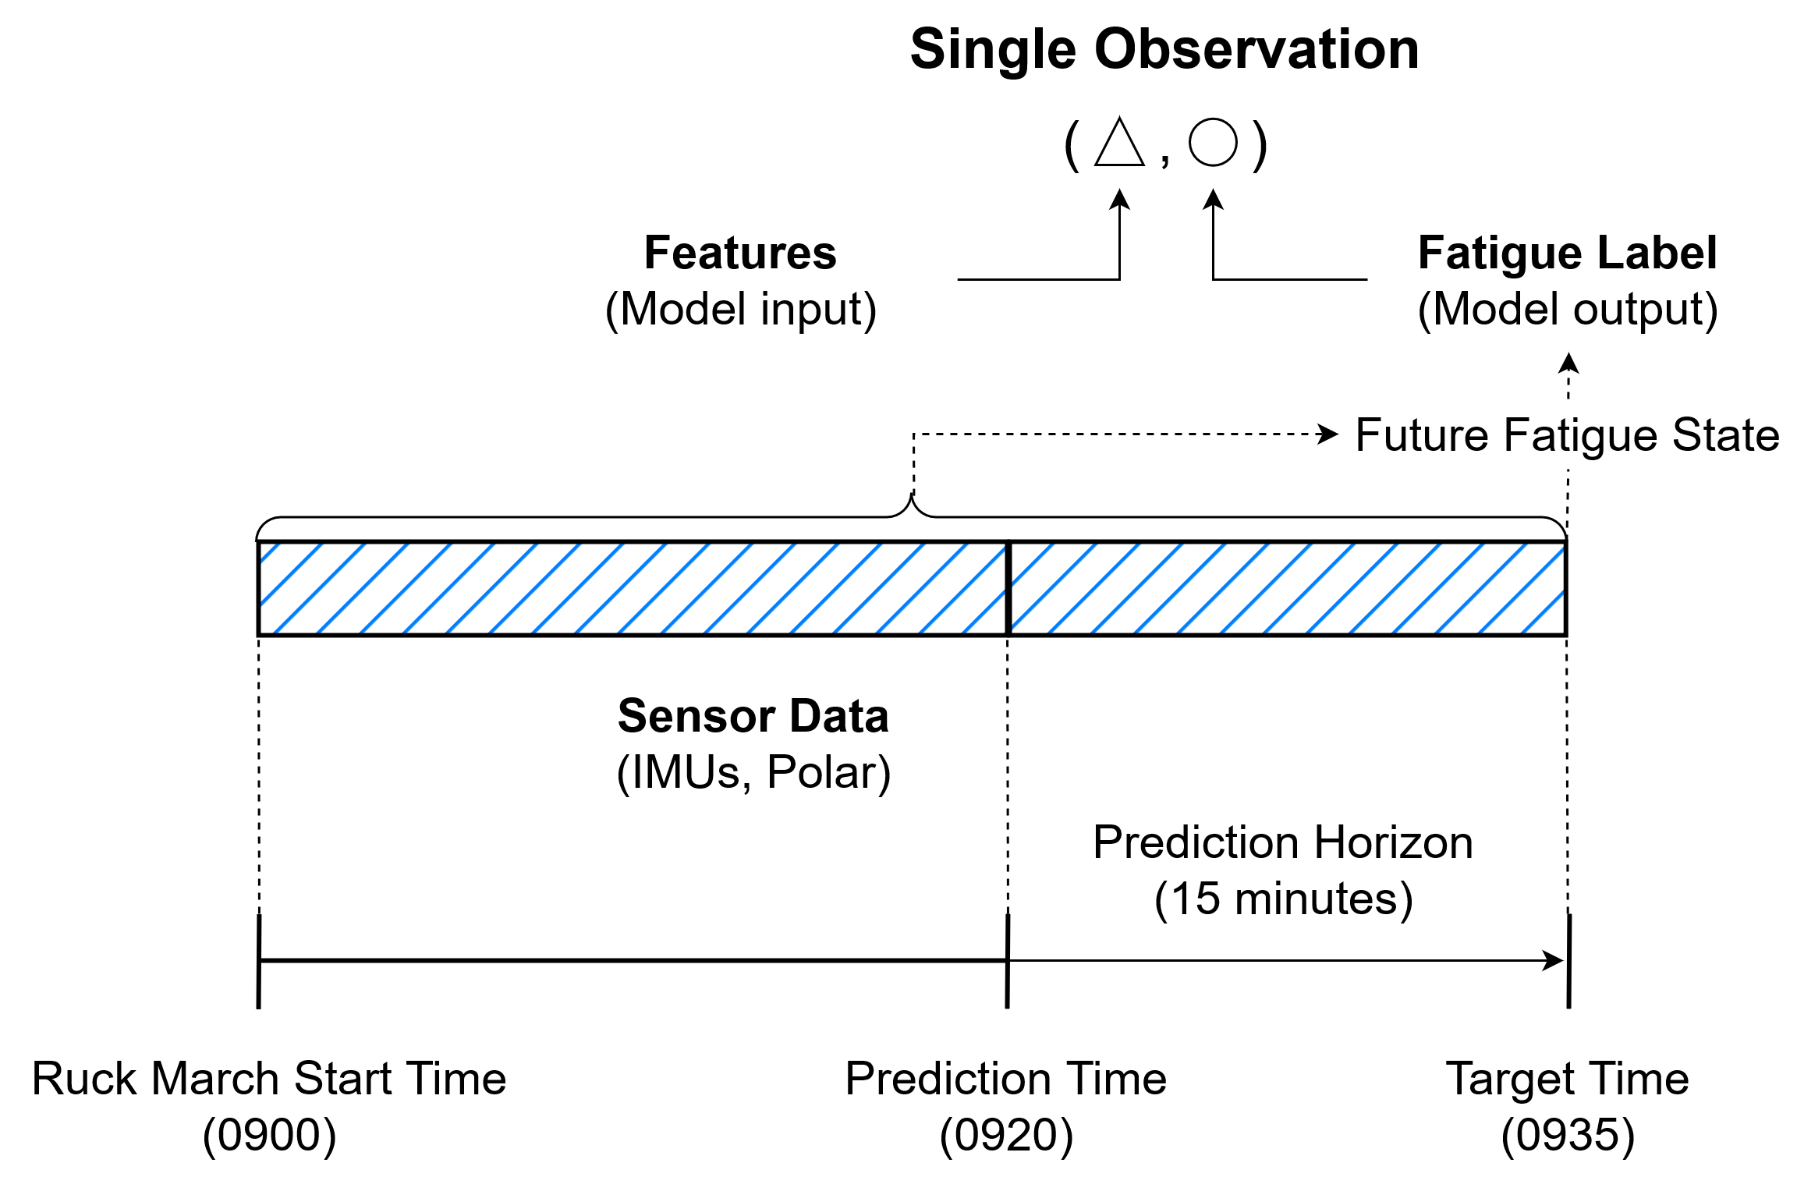 Single Observation
( , )
Features
(Model input)
Fatigue Label
(Model output)
Future Fatigue State
Sensor Data
(IMUs, Polar)
Prediction Horizon
(15 minutes)
Ruck March Start Time
(0900)
Prediction Time
(0920)
Target Time
(0935)